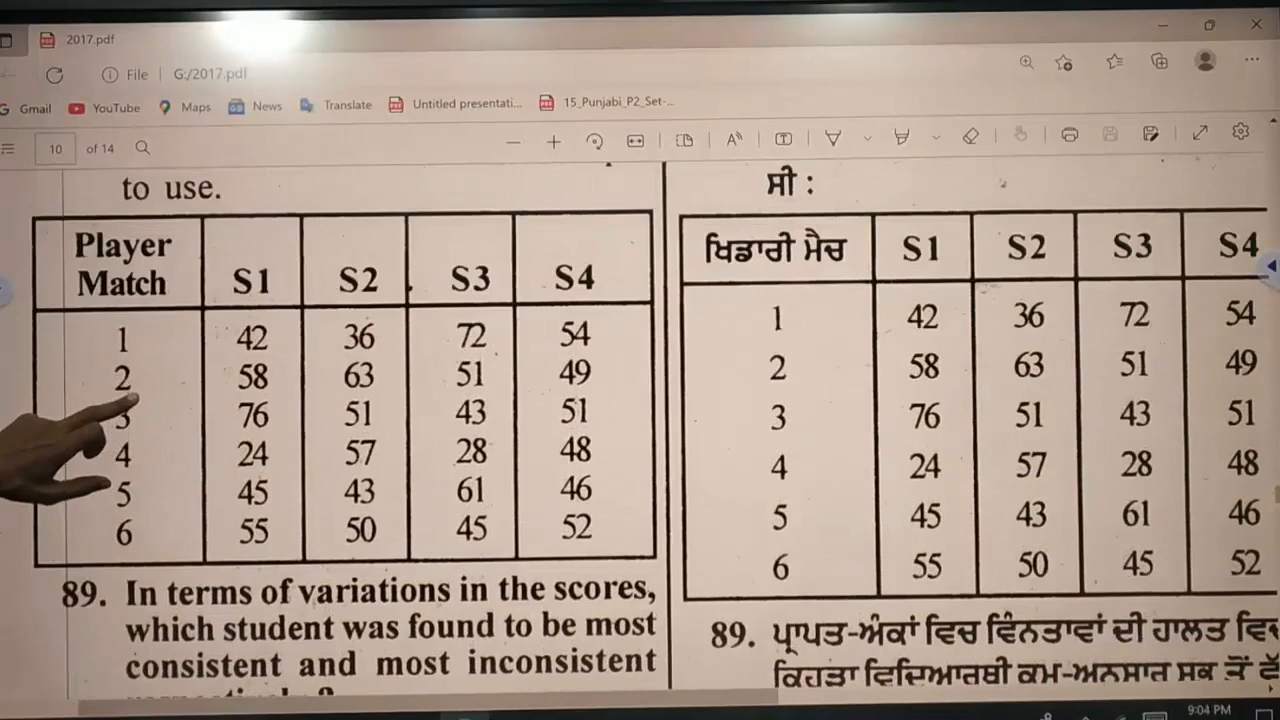 2017.pdf
File G:/2017.pdf
Gmail YouTube Maps News Translate Untitled presentati... 15_Punjabi_P2_Set-...
10 of 14
to use.
Player Match S1 S2 S3 S4
1 42 36 72 54
2 58 63 51 49
3 76 51 43 51
4 24 57 28 48
5 45 43 61 46
6 55 50 45 52
89. In terms of variations in the scores,
which student was found to be most
consistent and most inconsistent
ਸੀ :
ਖਿਡਾਰੀ ਮੈਚ S1 S2 S3 S4
1 42 36 72 54
2 58 63 51 49
3 76 51 43 51
4 24 57 28 48
5 45 43 61 46
6 55 50 45 52
89. ਪ੍ਰਾਪਤ-ਅੰਕਾਂ ਵਿਚ ਵਿੰਨਤਾਵਾਂ ਦੀ ਹਾਲਤ
ਕਿਹੜਾ ਵਿਦਿਆਰਥੀ ਕਮ-ਅਨਸਾਰ ਸਕ ਤੋਂ
9:04 PM